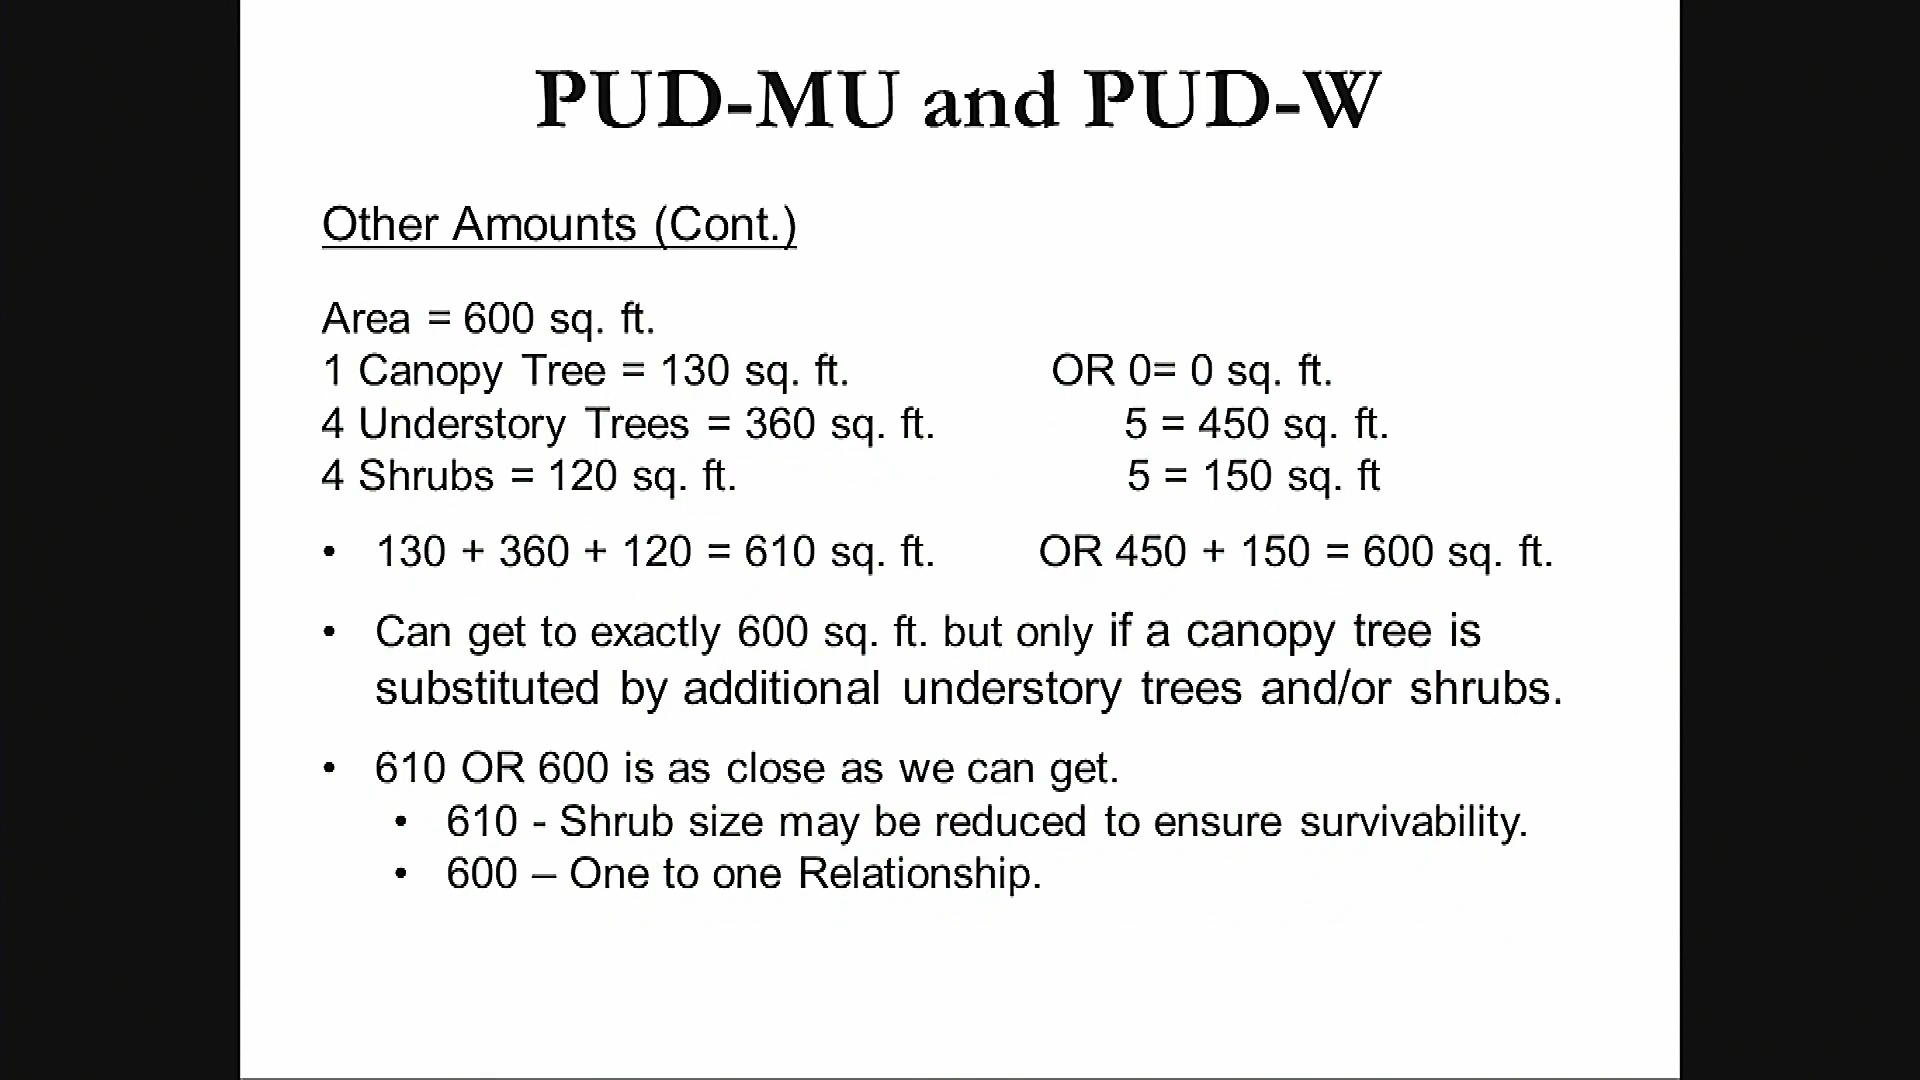 PUD-MU and PUD-W
Other Amounts (Cont.)
Area = 600 sq. ft.
1 Canopy Tree = 130 sq. ft. OR 0= 0 sq. ft.
4 Understory Trees = 360 sq. ft. 5 = 450 sq. ft.
4 Shrubs = 120 sq. ft. 5 = 150 sq. ft
• 130 + 360 + 120 = 610 sq. ft. OR 450 + 150 = 600 sq. ft.
• Can get to exactly 600 sq. ft. but only if a canopy tree is
substituted by additional understory trees and/or shrubs.
• 610 OR 600 is as close as we can get.
• 610 - Shrub size may be reduced to ensure survivability.
• 600 – One to one Relationship.